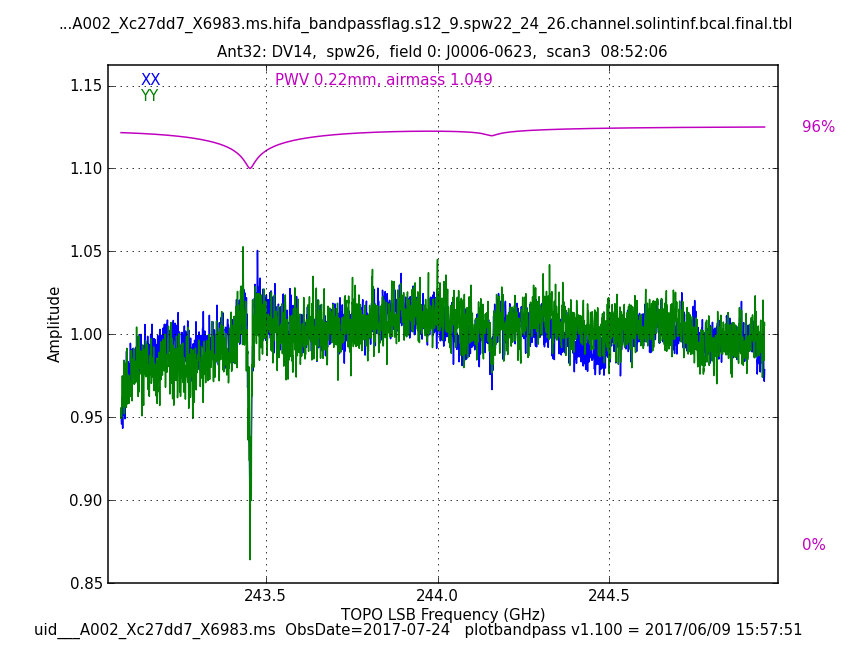 ...A002_Xc27dd7_X6983.ms.hifa_bandpassflag.s12_9.spw22_24_26.channel.solintinf.bcal.final.tbl
Ant32: DV14,  spw26,  field 0: J0006-0623,  scan3  08:52:06
XX
YY
PWV 0.22mm, airmass 1.049
96%
0%
1.15
1.10
1.05
1.00
0.95
0.90
0.85
Amplitude
243.5
244.0
244.5
TOPO LSB Frequency (GHz)
uid___A002_Xc27dd7_X6983.ms  ObsDate=2017-07-24   plotbandpass v1.100 = 2017/06/09 15:57:51